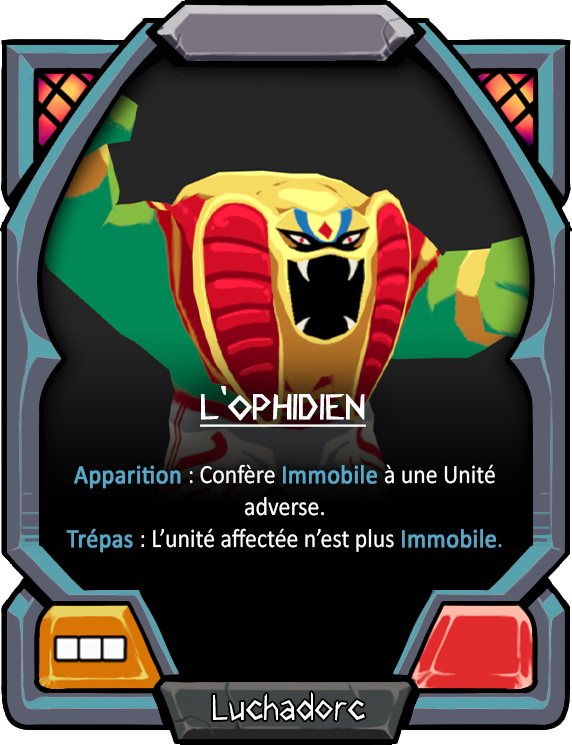 L'OPHIDIEN
Apparition : Confère Immobile à une Unité
adverse.
Trépas : L’unité affectée n’est plus Immobile.
Luchadorc